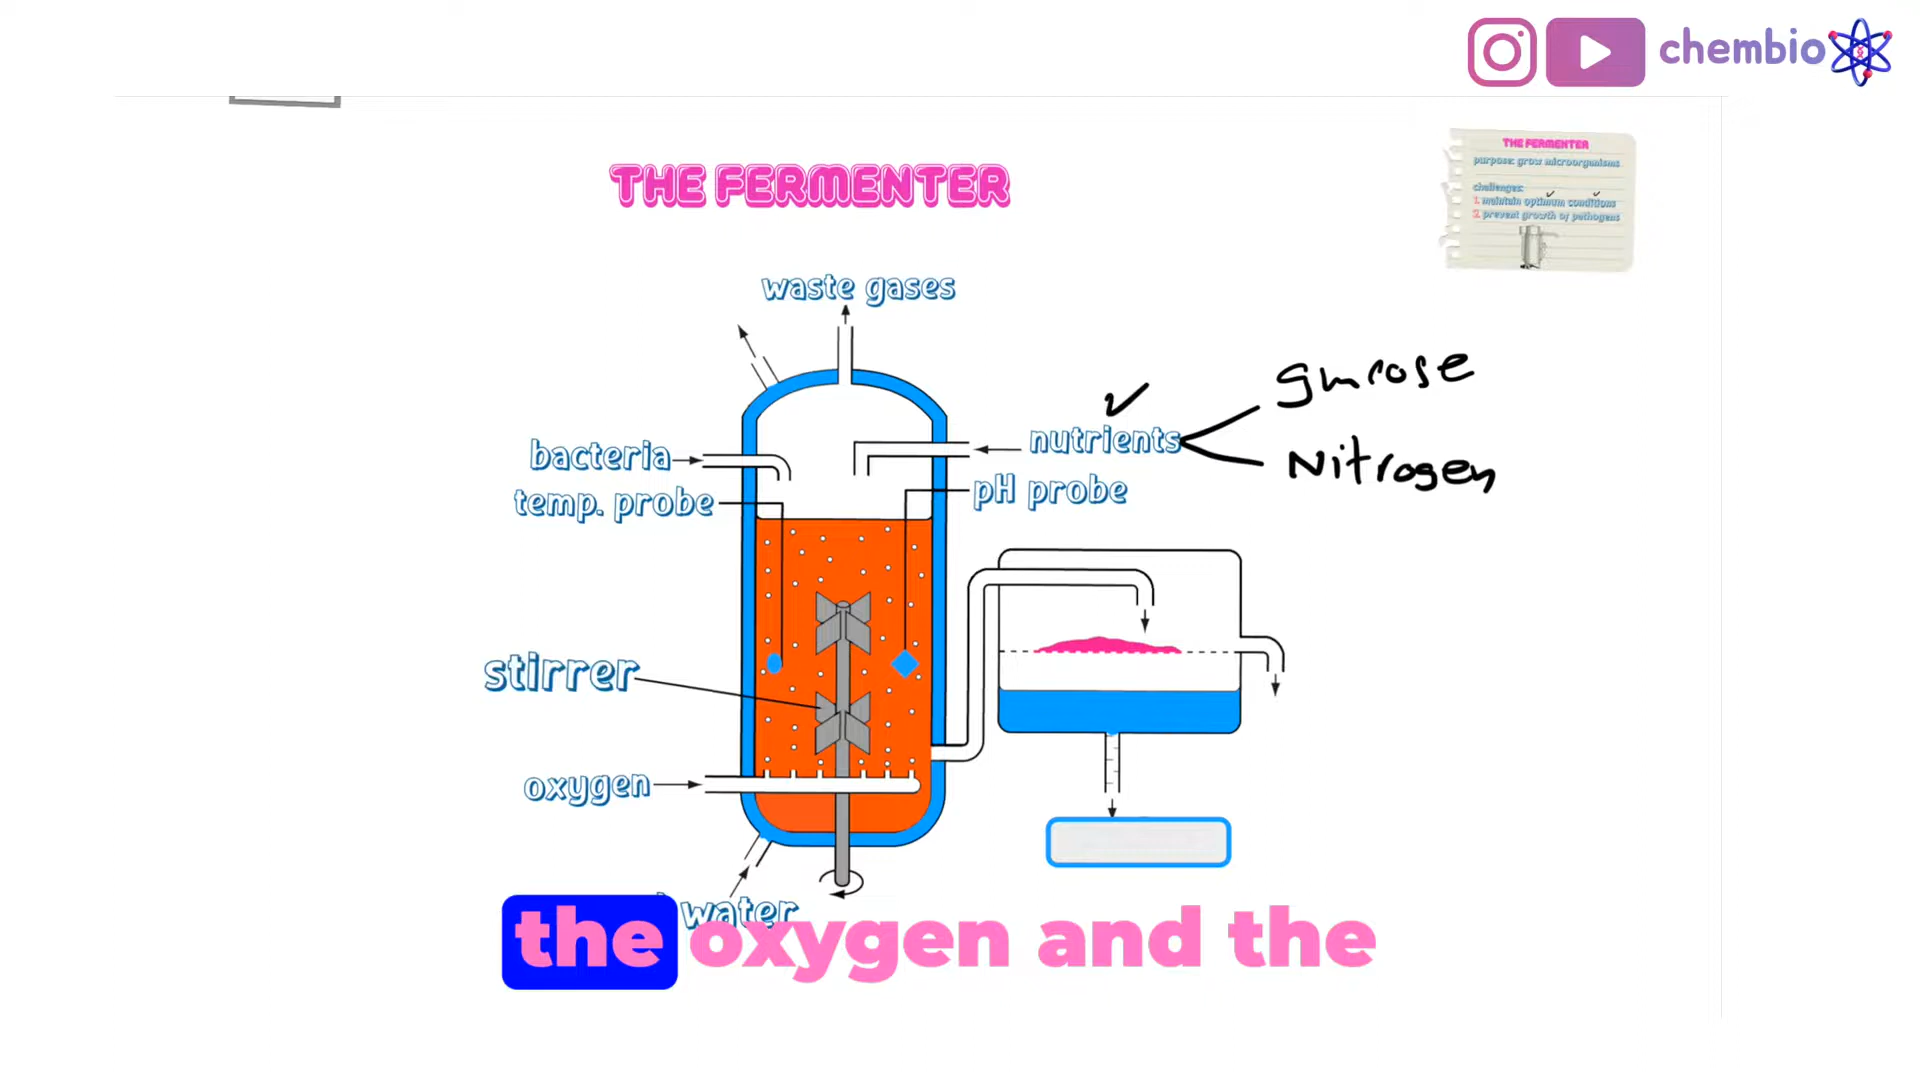 chembio
THE FERMENTER
purpose: grow microorganisms
challenges:
1. maintain optimum conditions
2. prevent growth of pathogens
THE FERMENTER
waste gases
glucose
bacteria
nutrients
Nitrogen
temp. probe
pH probe
stirrer
oxygen
water
the oxygen and the